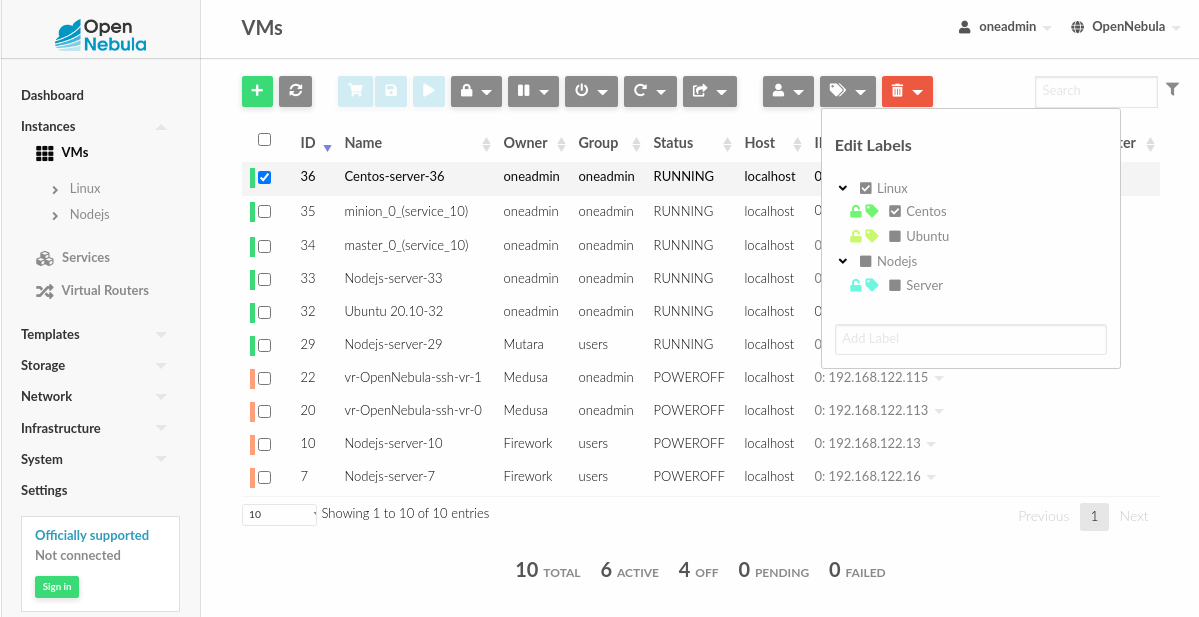 Open
Nebula
VMs
oneadmin
OpenNebula
Dashboard
Instances
VMs
Linux
Nodejs
Services
Virtual Routers
Templates
Storage
Network
Infrastructure
System
Settings
Officially supported
Not connected
Sign in
Search
ID Name Owner Group Status Host
36 Centos-server-36 oneadmin oneadmin RUNNING localhost 0
35 minion_0_(service_10) oneadmin oneadmin RUNNING localhost 0
34 master_0_(service_10) oneadmin oneadmin RUNNING localhost 0
33 Nodejs-server-33 oneadmin oneadmin RUNNING localhost 0
32 Ubuntu 20.10-32 oneadmin oneadmin RUNNING localhost 0
29 Nodejs-server-29 Mutara users RUNNING localhost 0
22 vr-OpenNebula-ssh-vr-1 Medusa oneadmin POWEROFF localhost 0: 192.168.122.115
20 vr-OpenNebula-ssh-vr-0 Medusa oneadmin POWEROFF localhost 0: 192.168.122.113
10 Nodejs-server-10 Firework users POWEROFF localhost 0: 192.168.122.13
7 Nodejs-server-7 Firework users POWEROFF localhost 0: 192.168.122.16
Edit Labels
Linux
Centos
Ubuntu
Nodejs
Server
Add Label
10 Showing 1 to 10 of 10 entries
Previous 1 Next
10 TOTAL 6 ACTIVE 4 OFF 0 PENDING 0 FAILED